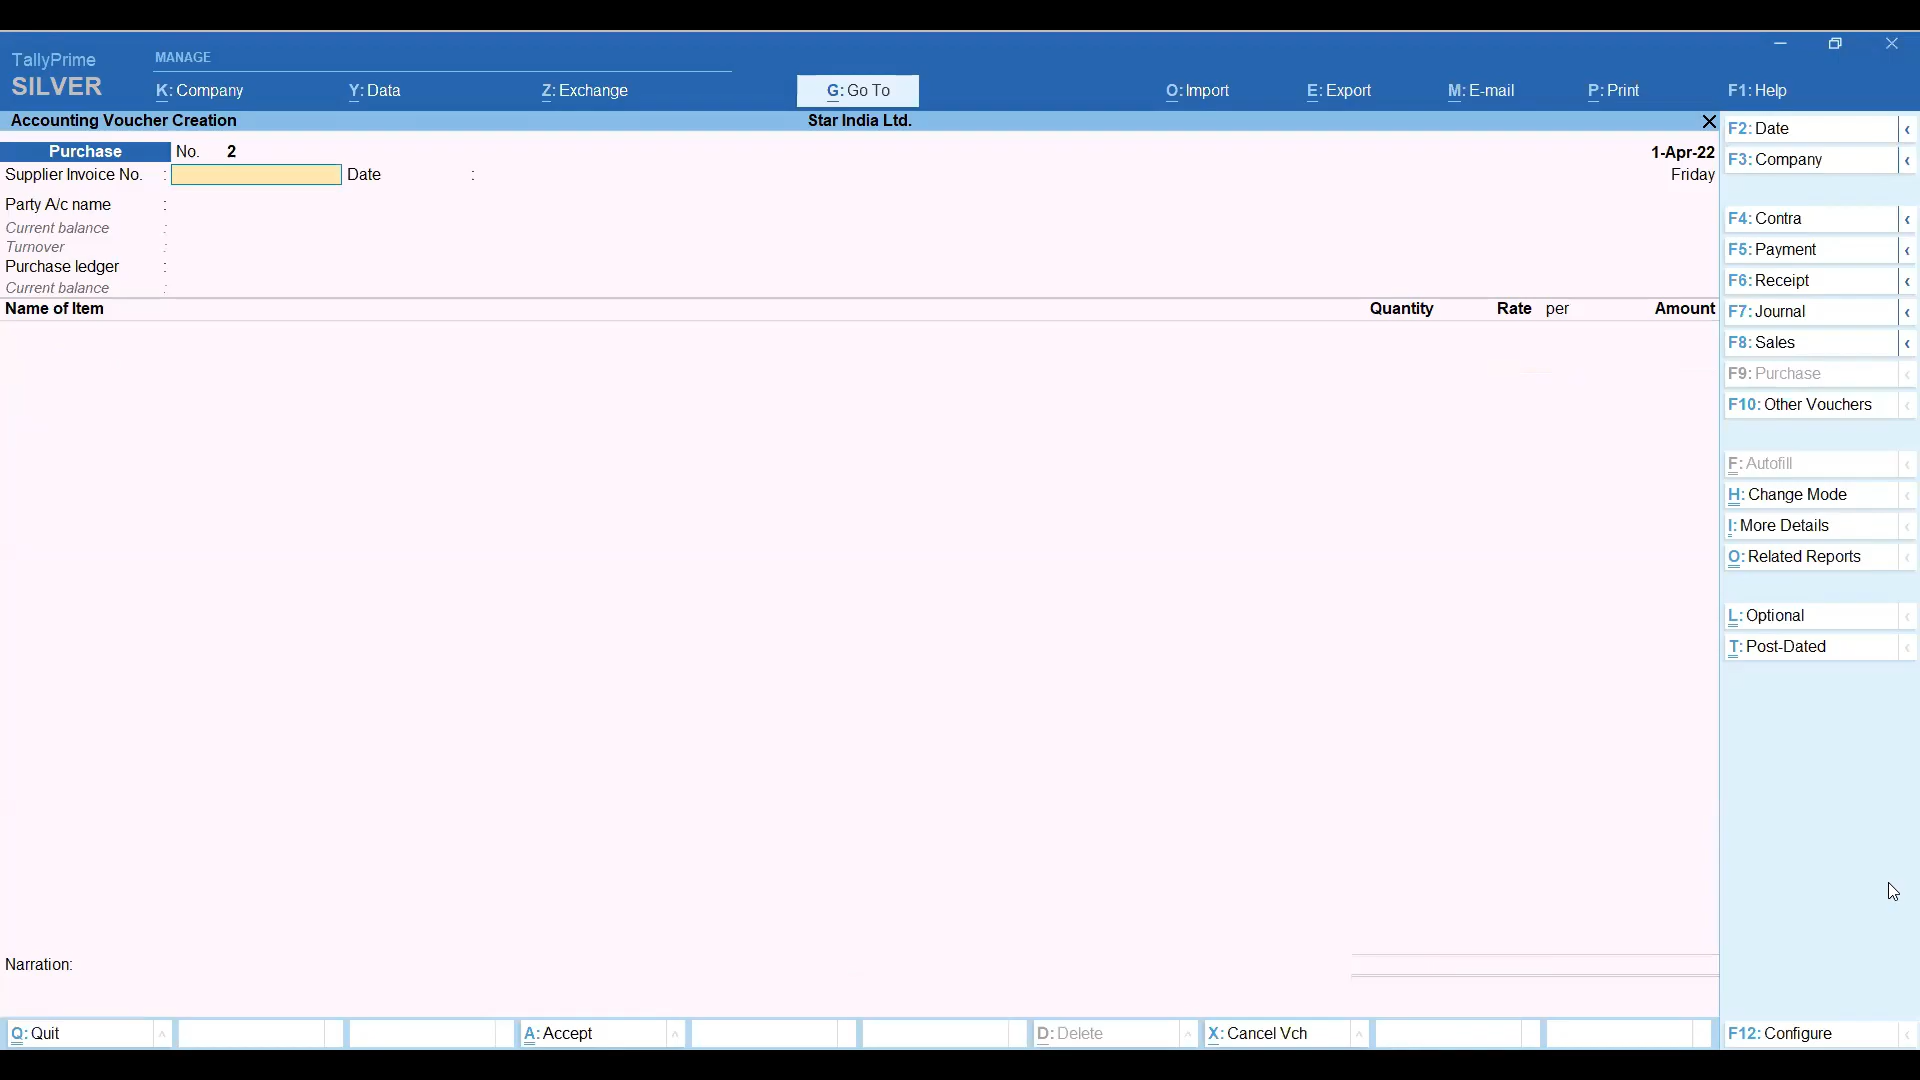 TallyPrime
SILVER
MANAGE
K: Company
Y: Data
Z: Exchange
G: Go To
O: Import
E: Export
M: E-mail
P: Print
F1: Help
Accounting Voucher Creation
Star India Ltd.
Purchase No. 2
1-Apr-22
Supplier Invoice No. : Date :
Friday
Party A/c name :
Current balance :
Turnover :
Purchase ledger :
Current balance :
Name of Item Quantity Rate per Amount
Narration:
F2: Date
F3: Company
F4: Contra
F5: Payment
F6: Receipt
F7: Journal
F8: Sales
F9: Purchase
F10: Other Vouchers
F: Autofill
H: Change Mode
I: More Details
O: Related Reports
L: Optional
T: Post-Dated
Q: Quit
A: Accept
D: Delete
X: Cancel Vch
F12: Configure